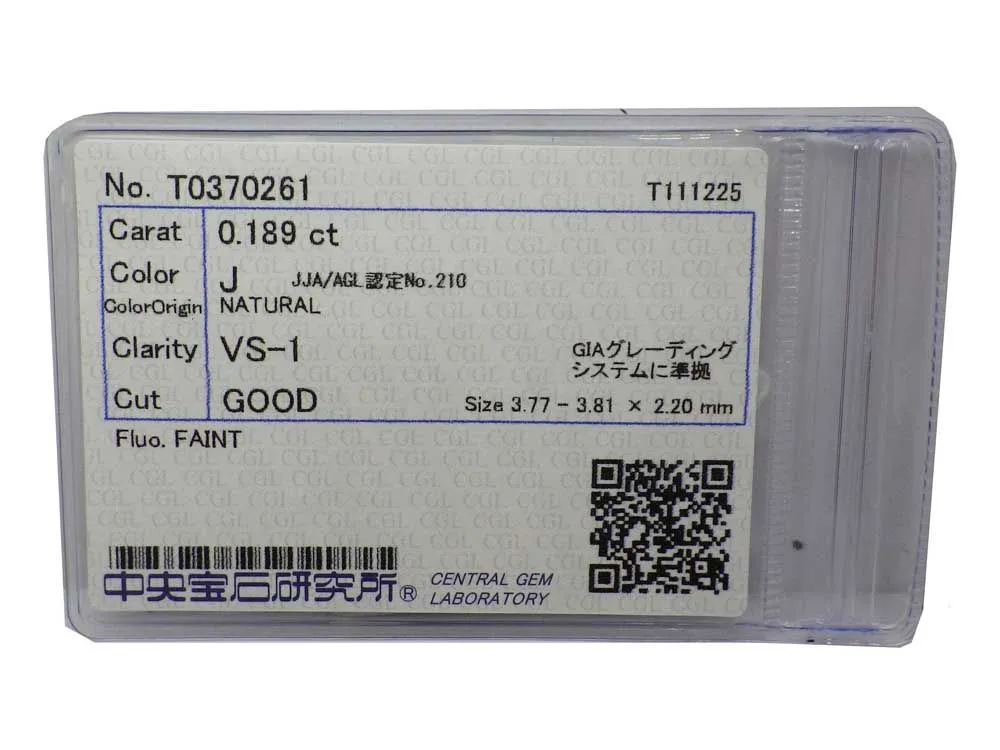 No. T0370261 T111225
Carat 0.189 ct
Color J JJA/AGL認定No.210
ColorOrigin NATURAL
Clarity VS-1 GIAグレーディング
システムに準拠
Cut GOOD Size 3.77 - 3.81 × 2.20 mm
Fluo. FAINT
中央宝石研究所® CENTRAL GEM
LABORATORY